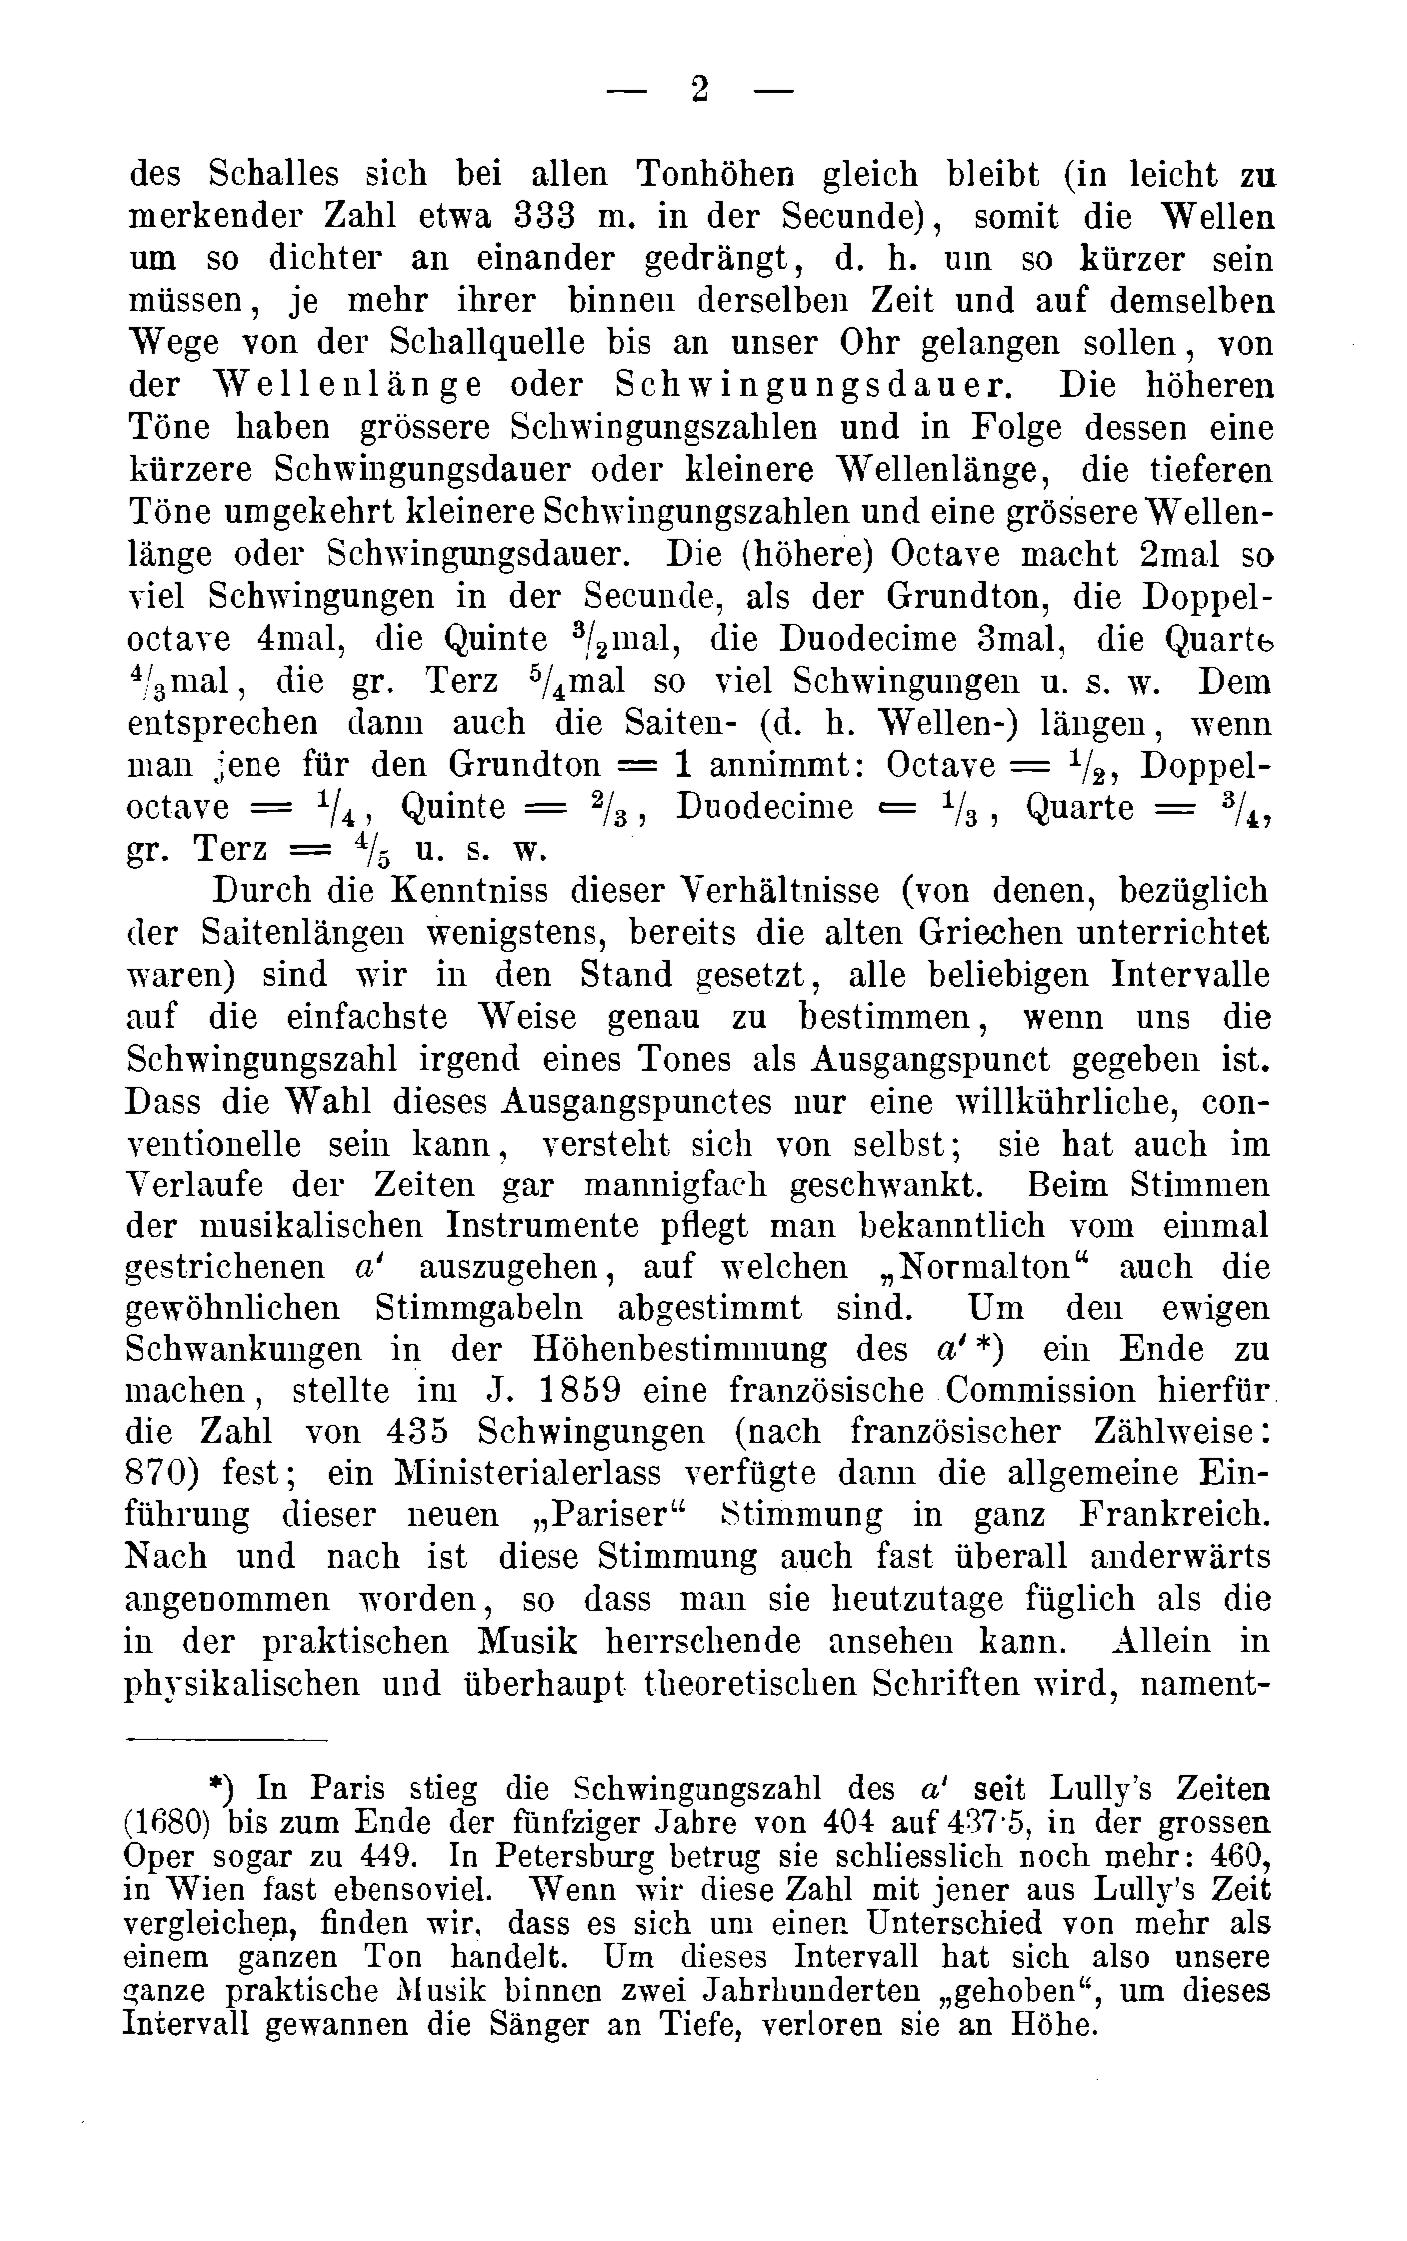 — 2 —
des Schalles sich bei allen Tonhöhen gleich bleibt (in leicht zu
merkender Zahl etwa 333 m. in der Secunde), somit die Wellen
um so dichter an einander gedrängt, d. h. um so kürzer sein
müssen, je mehr ihrer binnen derselben Zeit und auf demselben
Wege von der Schallquelle bis an unser Ohr gelangen sollen, von
der Wellenlänge oder Schwingungsdauer. Die höheren
Töne haben grössere Schwingungszahlen und in Folge dessen eine
kürzere Schwingungsdauer oder kleinere Wellenlänge, die tieferen
Töne umgekehrt kleinere Schwingungszahlen und eine grössere Wellen-
länge oder Schwingungsdauer. Die (höhere) Octave macht 2mal so
viel Schwingungen in der Secunde, als der Grundton, die Doppel-
octave 4mal, die Quinte 3/2mal, die Duodecime 3mal, die Quarte
4/3mal, die gr. Terz 5/4mal so viel Schwingungen u. s. w. Dem
entsprechen dann auch die Saiten- (d. h. Wellen-) längen, wenn
man jene für den Grundton = 1 annimmt: Octave = 1/2, Doppel-
octave = 1/4, Quinte = 2/3, Duodecime = 1/3, Quarte = 3/4,
gr. Terz = 4/5 u. s. w.
Durch die Kenntniss dieser Verhältnisse (von denen, bezüglich
der Saitenlängen wenigstens, bereits die alten Griechen unterrichtet
waren) sind wir in den Stand gesetzt, alle beliebigen Intervalle
auf die einfachste Weise genau zu bestimmen, wenn uns die
Schwingungszahl irgend eines Tones als Ausgangspunct gegeben ist.
Dass die Wahl dieses Ausgangspunctes nur eine willkührliche, con-
ventionelle sein kann, versteht sich von selbst; sie hat auch im
Verlaufe der Zeiten gar mannigfach geschwankt. Beim Stimmen
der musikalischen Instrumente pflegt man bekanntlich vom einmal
gestrichenen a' auszugehen, auf welchen „Normalton“ auch die
gewöhnlichen Stimmgabeln abgestimmt sind. Um den ewigen
Schwankungen in der Höhenbestimmung des a' *) ein Ende zu
machen, stellte im J. 1859 eine französische Commission hierfür
die Zahl von 435 Schwingungen (nach französischer Zählweise:
870) fest; ein Ministerialerlass verfügte dann die allgemeine Ein-
führung dieser neuen „Pariser“ Stimmung in ganz Frankreich.
Nach und nach ist diese Stimmung auch fast überall anderwärts
angenommen worden, so dass man sie heutzutage füglich als die
in der praktischen Musik herrschende ansehen kann. Allein in
physikalischen und überhaupt theoretischen Schriften wird, nament-
*) In Paris stieg die Schwingungszahl des a' seit Lully's Zeiten
(1680) bis zum Ende der fünfziger Jahre von 404 auf 437·5, in der grossen
Oper sogar zu 449. In Petersburg betrug sie schliesslich noch mehr: 460,
in Wien fast ebensoviel. Wenn wir diese Zahl mit jener aus Lully's Zeit
vergleichen, finden wir, dass es sich um einen Unterschied von mehr als
einem ganzen Ton handelt. Um dieses Intervall hat sich also unsere
ganze praktische Musik binnen zwei Jahrhunderten „gehoben“, um dieses
Intervall gewannen die Sänger an Tiefe, verloren sie an Höhe.